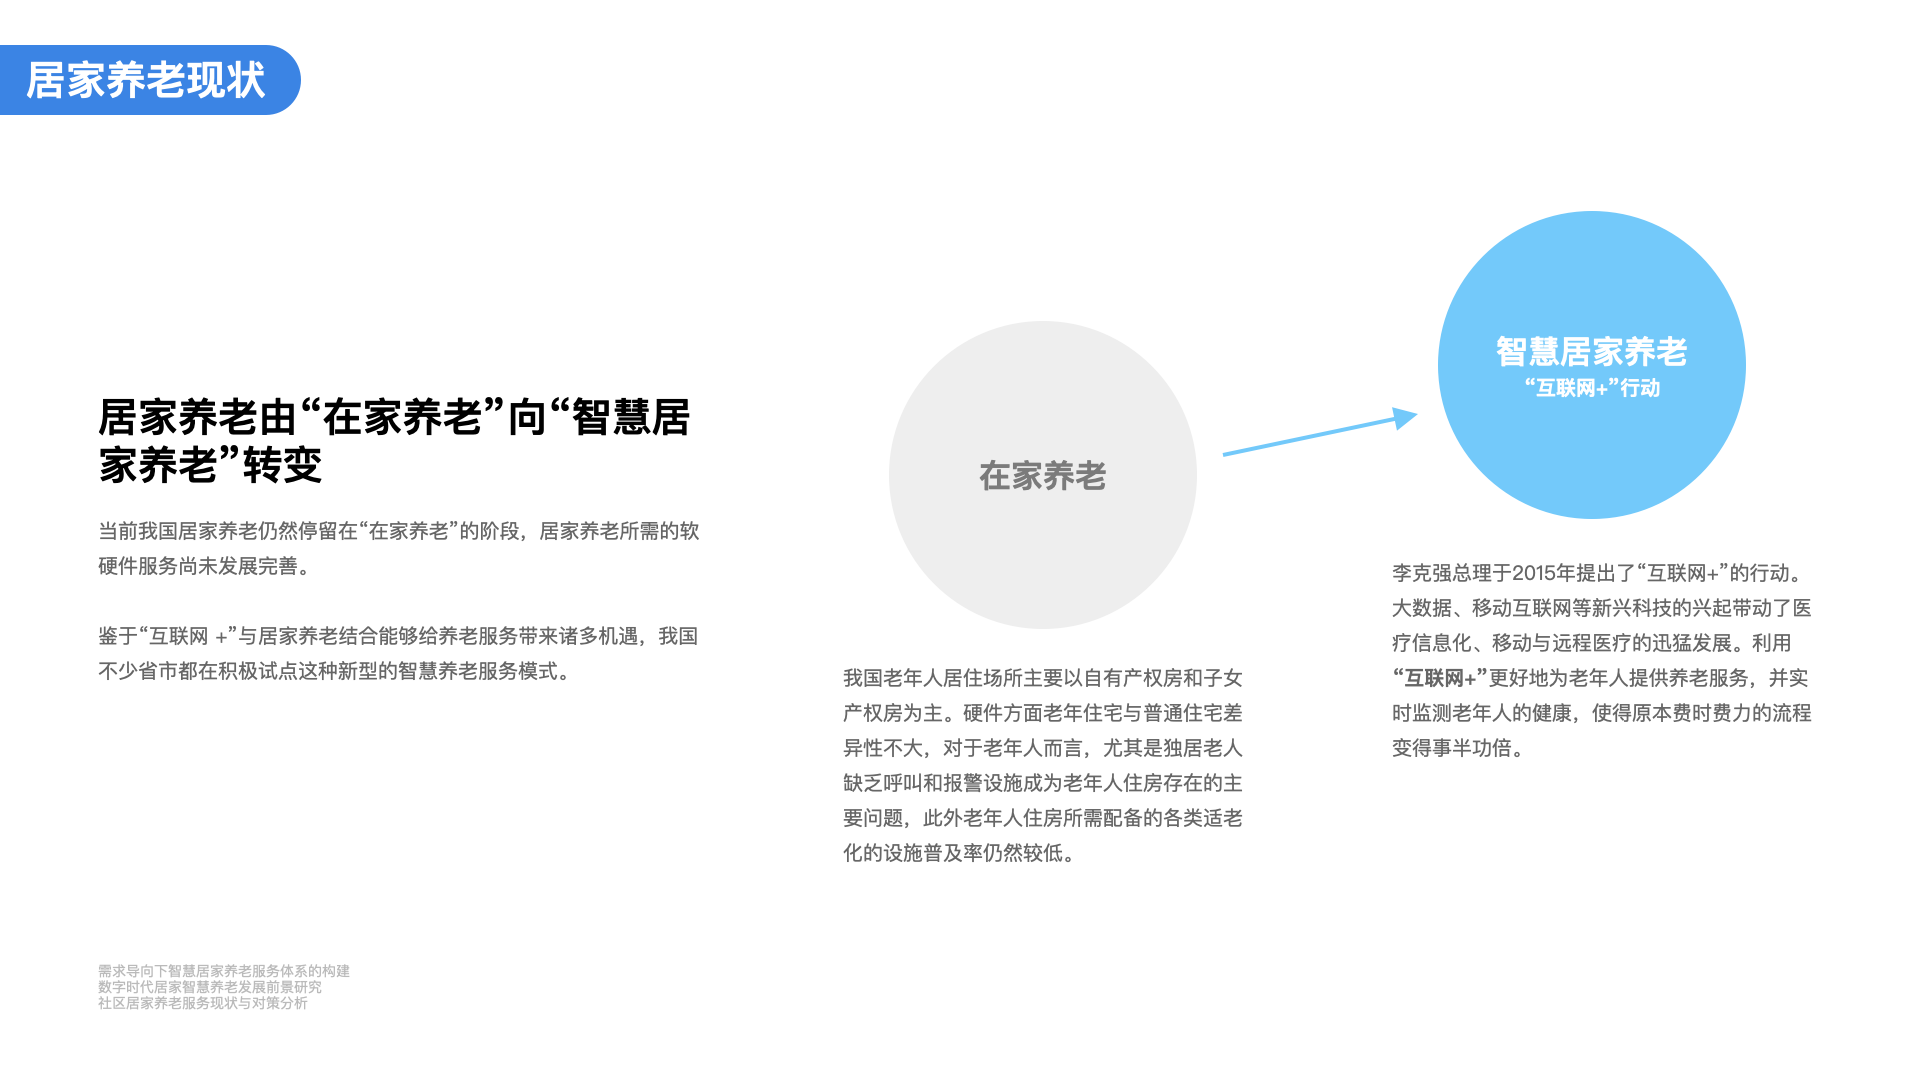 居家养老现状
居家养老由“在家养老”向“智慧居
家养老”转变
当前我国居家养老仍然停留在“在家养老”的阶段，居家养老所需的软
硬件服务尚未发展完善。
鉴于“互联网 +”与居家养老结合能够给养老服务带来诸多机遇，我国
不少省市都在积极试点这种新型的智慧养老服务模式。
在家养老
我国老年人居住场所主要以自有产权房和子女
产权房为主。硬件方面老年住宅与普通住宅差
异性不大，对于老年人而言，尤其是独居老人
缺乏呼叫和报警设施成为老年人住房存在的主
要问题，此外老年人住房所需配备的各类适老
化的设施普及率仍然较低。
智慧居家养老
“互联网+”行动
李克强总理于2015年提出了“互联网+”的行动。
大数据、移动互联网等新兴科技的兴起带动了医
疗信息化、移动与远程医疗的迅猛发展。利用
“互联网+”更好地为老年人提供养老服务，并实
时监测老年人的健康，使得原本费时费力的流程
变得事半功倍。
需求导向下智慧居家养老服务体系的构建
数字时代居家智慧养老发展前景研究
社区居家养老服务现状与对策分析